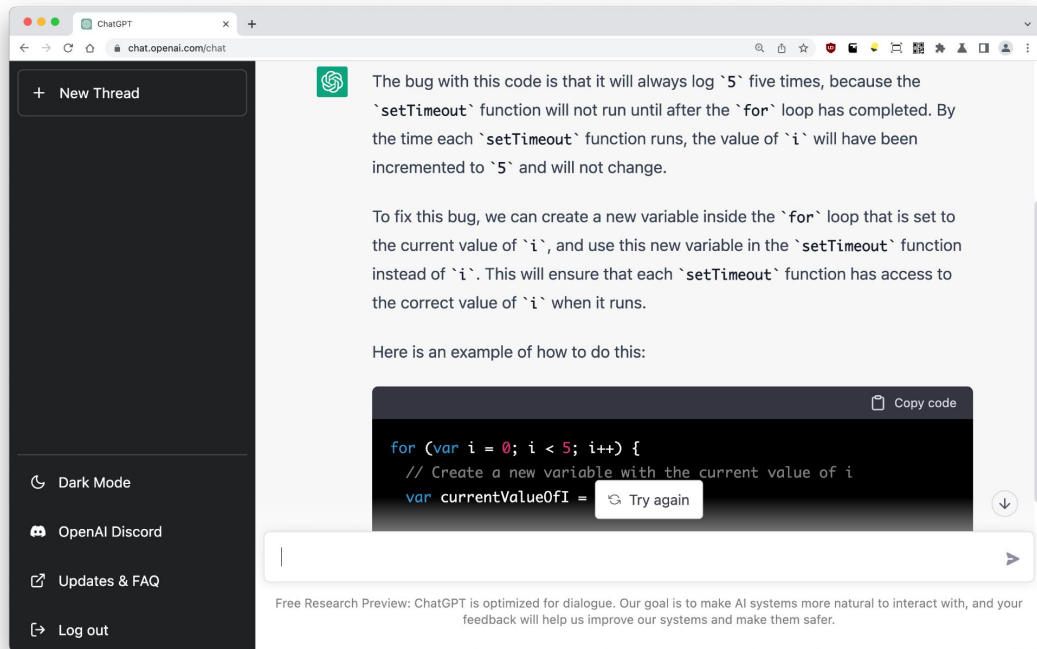 ChatGPT
chat.openai.com/chat
+ New Thread
The bug with this code is that it will always log `5` five times, because the
`setTimeout` function will not run until after the `for` loop has completed. By
the time each `setTimeout` function runs, the value of `i` will have been
incremented to `5` and will not change.
To fix this bug, we can create a new variable inside the `for` loop that is set to
the current value of `i`, and use this new variable in the `setTimeout` function
instead of `i`. This will ensure that each `setTimeout` function has access to
the correct value of `i` when it runs.
Here is an example of how to do this:
Copy code
for (var i = 0; i < 5; i++) {
// Create a new variable with the current value of i
var currentValueOfI =
Try again
Dark Mode
OpenAI Discord
Updates & FAQ
Log out
Free Research Preview: ChatGPT is optimized for dialogue. Our goal is to make AI systems more natural to interact with, and your
feedback will help us improve our systems and make them safer.